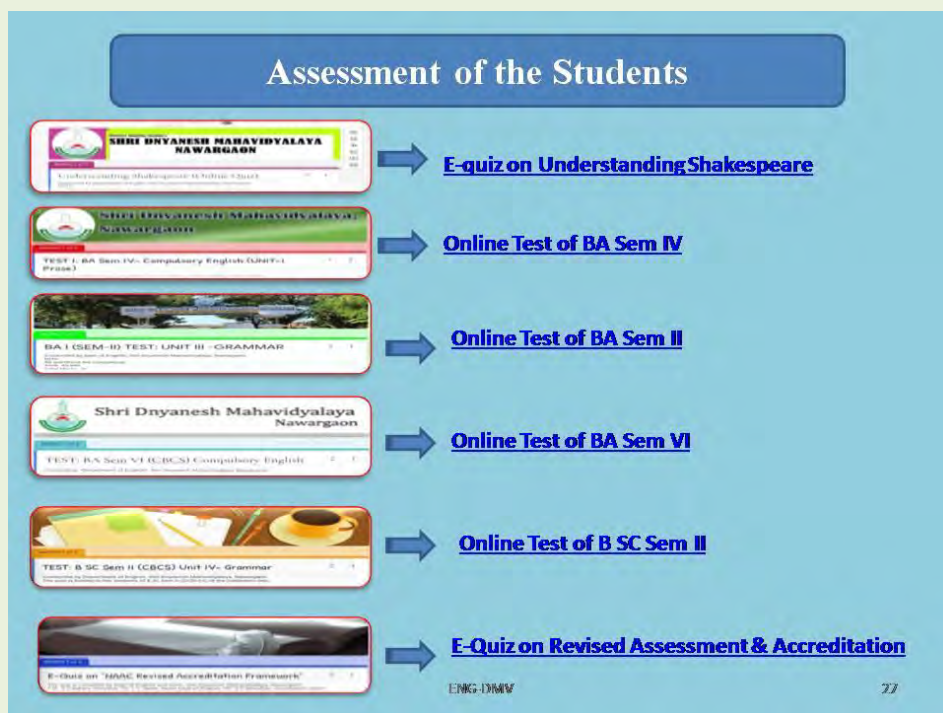 Assessment of the Students
SHRI DNYANESH MAHAVIDYALAYA
NAWARGAON
Understanding Shakespeare
E-quiz on Understanding Shakespeare
Shri Dnyanesh Mahavidyalaya,
Nawargaon
TEST I: BA Sem IV- Compulsory English (UNIT-I
Prose)
Online Test of BA Sem IV
BA I (SEM-II) TEST: UNIT III -GRAMMAR
Online Test of BA Sem II
Shri Dnyanesh Mahavidyalaya
Nawargaon
TEST: BA Sem VI (CBCS) Compulsory English
Online Test of BA Sem VI
TEST: B SC Sem II (CBCS) Unit IV- Grammar
Online Test of B SC Sem II
E-Quiz on "NAAC Revised Accreditation Framework"
E-Quiz on Revised Assessment & Accreditation
ENG-DMV
27